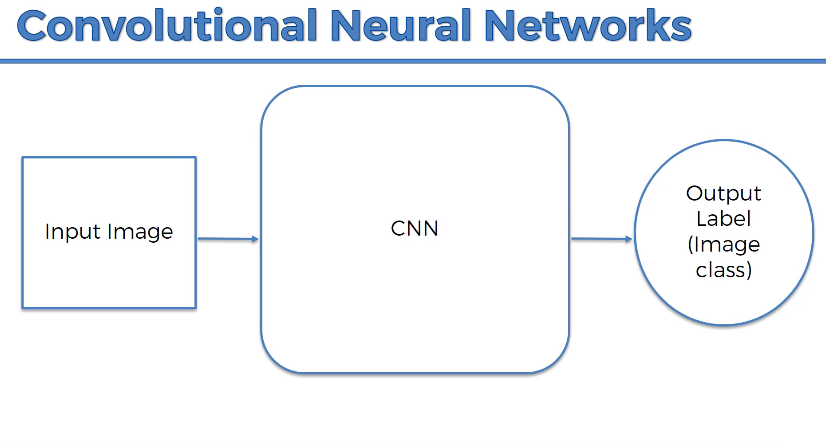 Convolutional Neural Networks
Input Image
CNN
Output
Label
(Image
class)